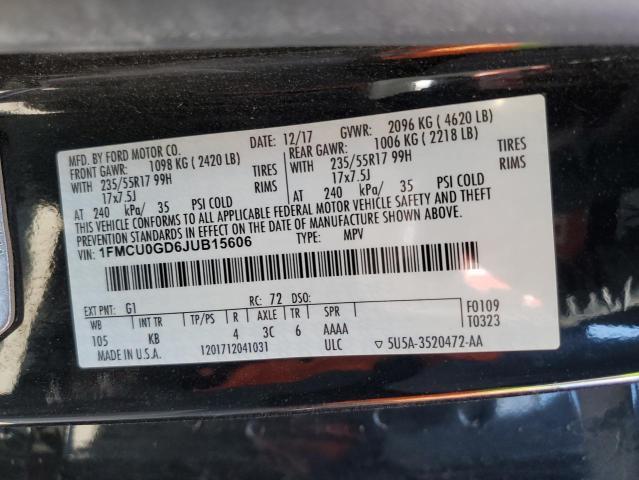 MFD. BY FORD MOTOR CO. DATE: 12/17 GVWR: 2096 KG ( 4620 LB)
FRONT GAWR: 1098 KG ( 2420 LB) REAR GAWR: 1006 KG ( 2218 LB)
WITH 235/55R17 99H TIRES WITH 235/55R17 99H TIRES
17x7.5J RIMS 17x7.5J RIMS
AT 240 kPa/ 35 PSI COLD AT 240 kPa/ 35 PSI COLD
THIS VEHICLE CONFORMS TO ALL APPLICABLE FEDERAL MOTOR VEHICLE SAFETY AND THEFT
PREVENTION STANDARDS IN EFFECT ON THE DATE OF MANUFACTURE SHOWN ABOVE.
VIN: 1FMCU0GD6JUB15606 TYPE: MPV
EXT PNT: G1 RC: 72 DSO: F0109
WB INT TR TP/PS R AXLE TR SPR T0323
105 KB 4 3C 6 AAAA
MADE IN U.S.A. 1201712041031 ULC ▽ 5U5A-3520472-AA